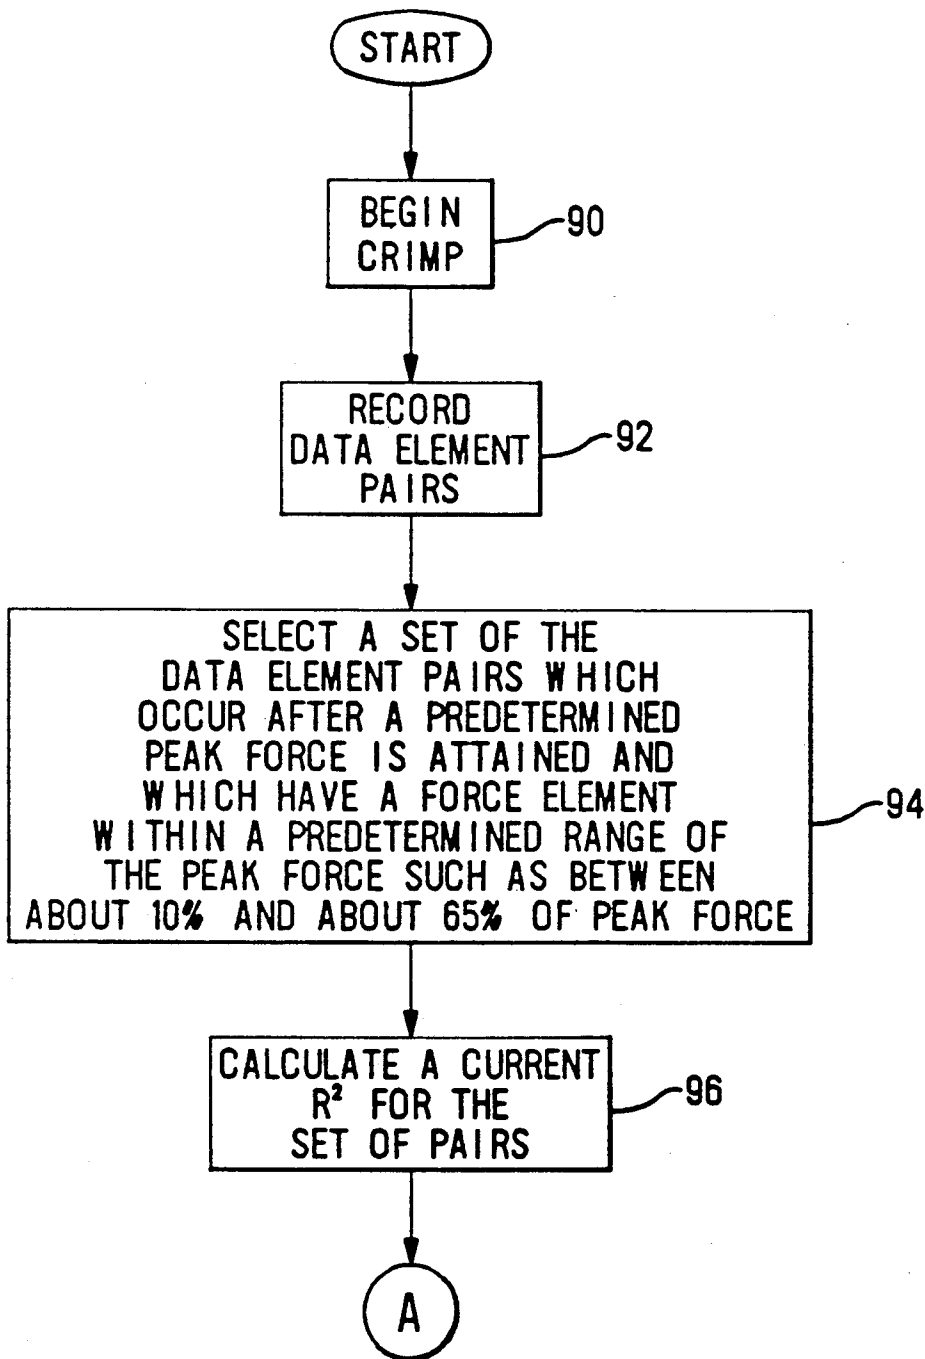 START
BEGIN
CRIMP
90
RECORD
DATA ELEMENT
PAIRS
92
SELECT A SET OF THE
DATA ELEMENT PAIRS WHICH
OCCUR AFTER A PREDETERMINED
PEAK FORCE IS ATTAINED AND
WHICH HAVE A FORCE ELEMENT
WITHIN A PREDETERMINED RANGE OF
THE PEAK FORCE SUCH AS BETWEEN
ABOUT 10% AND ABOUT 65% OF PEAK FORCE
94
CALCULATE A CURRENT
R² FOR THE
SET OF PAIRS
96
A